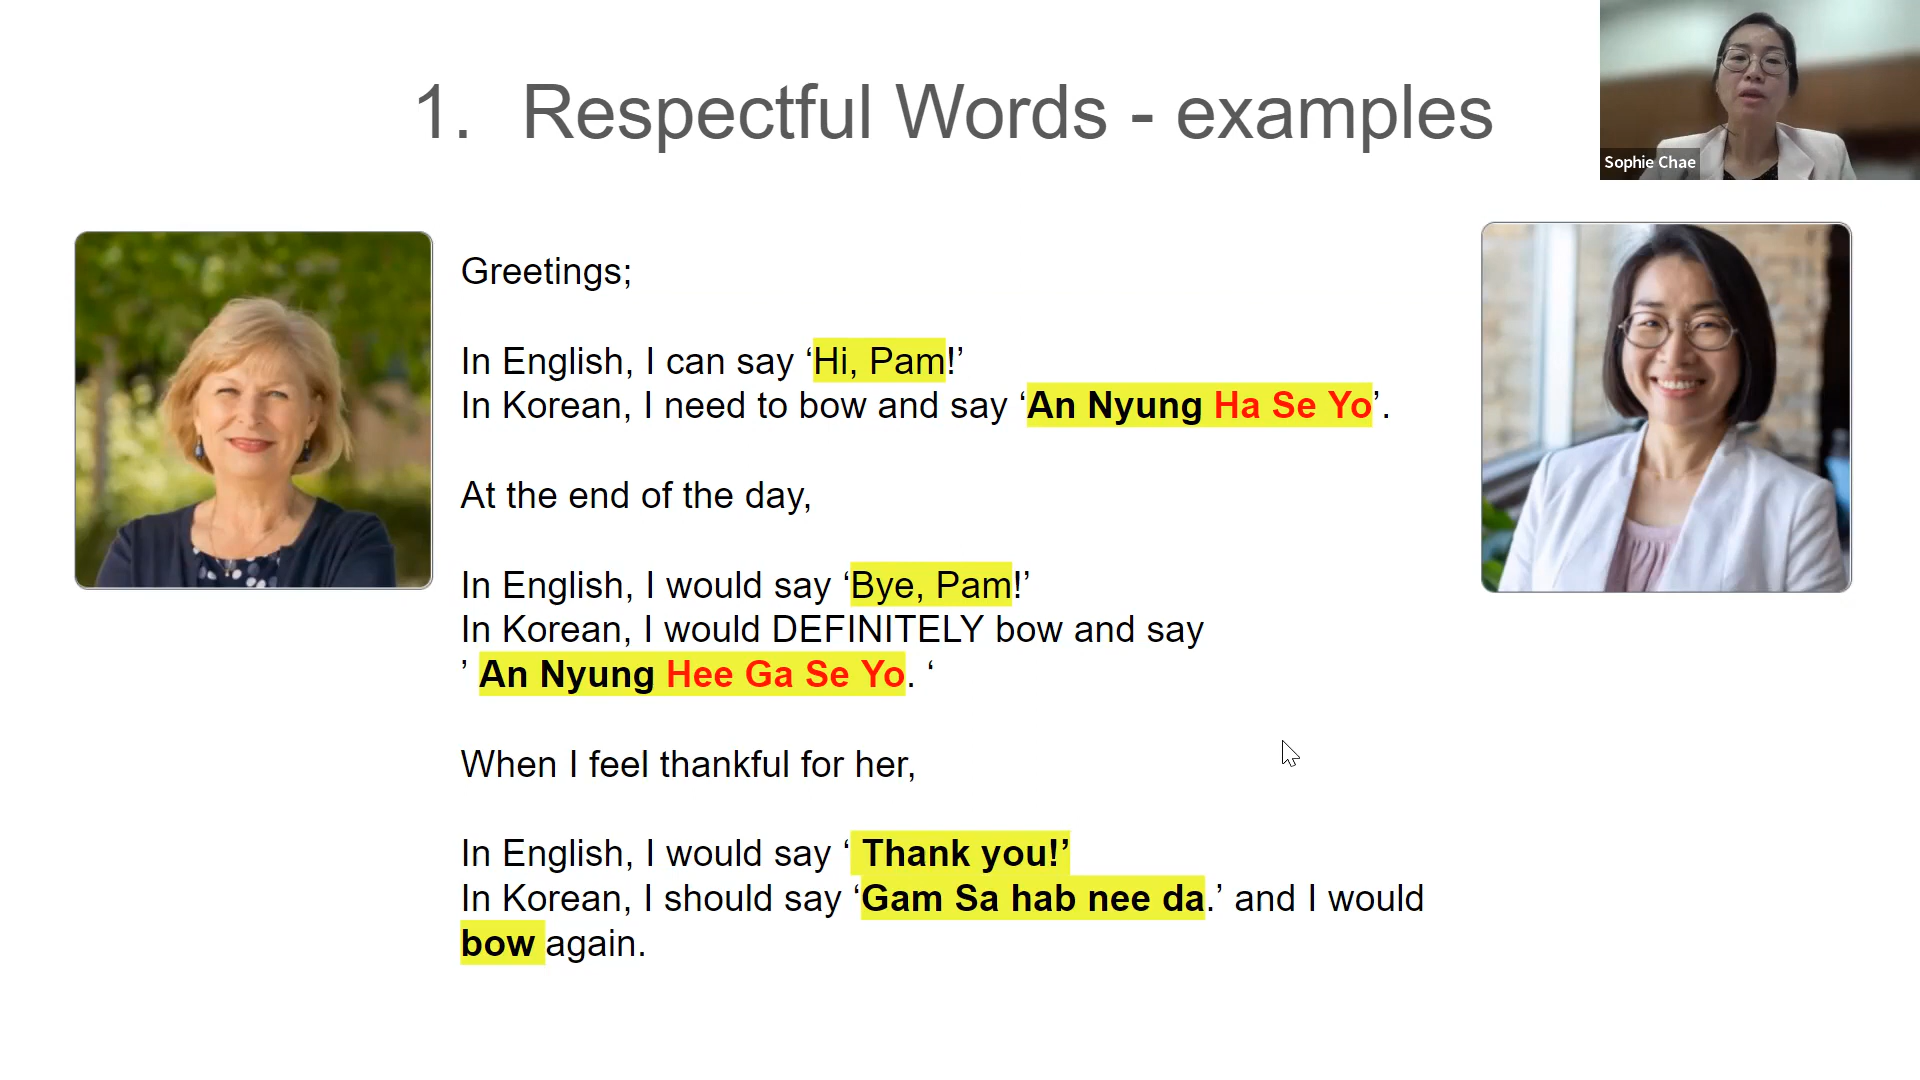 1. Respectful Words - examples
Sophie Chae
Greetings;
In English, I can say ‘Hi, Pam!’
In Korean, I need to bow and say ‘An Nyung Ha Se Yo’.
At the end of the day,
In English, I would say ‘Bye, Pam!’
In Korean, I would DEFINITELY bow and say
’ An Nyung Hee Ga Se Yo. ‘
When I feel thankful for her,
In English, I would say ‘ Thank you!’
In Korean, I should say ‘Gam Sa hab nee da.’ and I would
bow again.